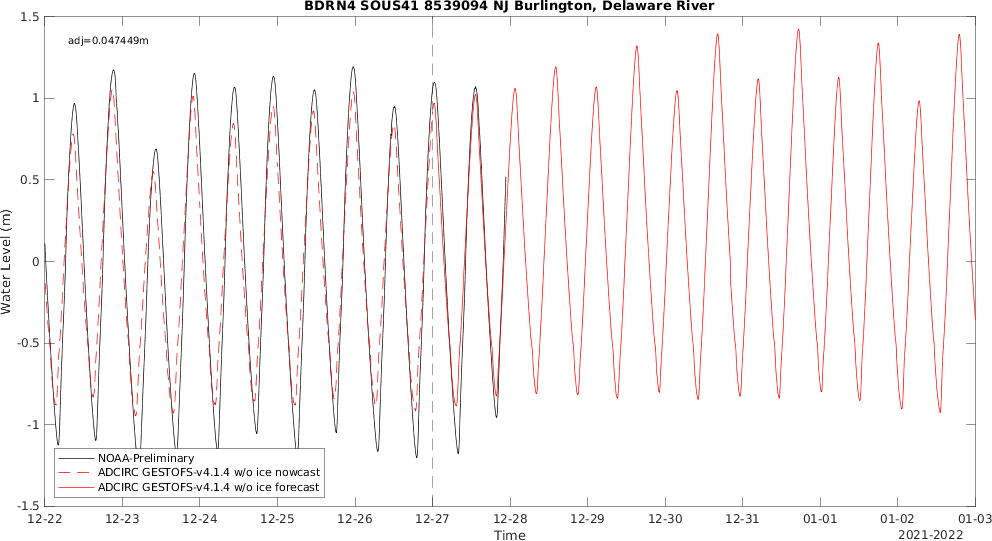 BDRN4 SOUS41 8539094 NJ Burlington, Delaware River
1.5
adj=0.047449m
1
0.5
0
-0.5
-1
-1.5
Water Level (m)
NOAA-Preliminary
ADCIRC GESTOFS-v4.1.4 w/o ice nowcast
ADCIRC GESTOFS-v4.1.4 w/o ice forecast
12-22 12-23 12-24 12-25 12-26 12-27 12-28 12-29 12-30 12-31 01-01 01-02 01-03
Time
2021-2022